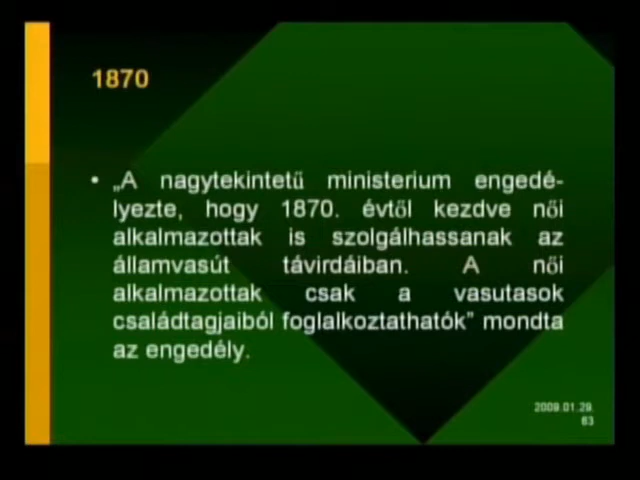 1870
• „A nagytekintetű ministerium engedé-
lyezte, hogy 1870. évtől kezdve női
alkalmazottak is szolgálhassanak az
államvasút távirdáiban. A női
alkalmazottak csak a vasutasok
családtagjaiból foglalkoztathatók” mondta
az engedély.
2009.01.29.
63